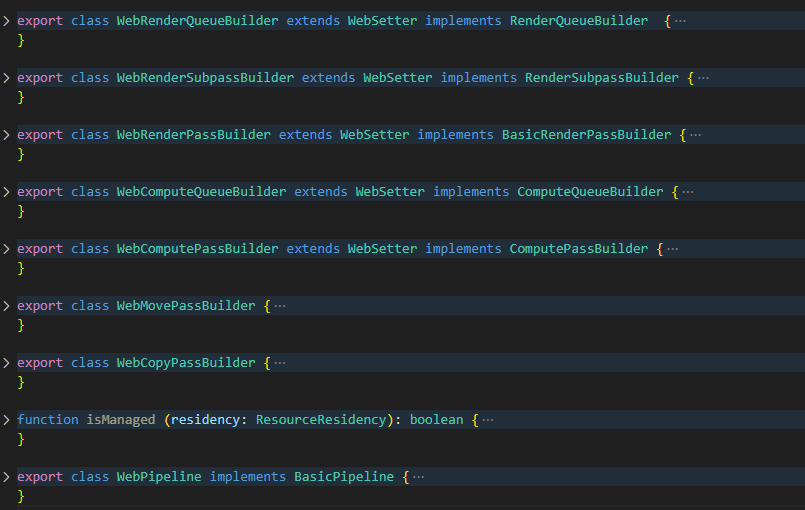 export class WebRenderQueueBuilder extends WebSetter implements RenderQueueBuilder  {···
}
export class WebRenderSubpassBuilder extends WebSetter implements RenderSubpassBuilder {···
}
export class WebRenderPassBuilder extends WebSetter implements BasicRenderPassBuilder {···
}
export class WebComputeQueueBuilder extends WebSetter implements ComputeQueueBuilder {···
}
export class WebComputePassBuilder extends WebSetter implements ComputePassBuilder {···
}
export class WebMovePassBuilder {···
}
export class WebCopyPassBuilder {···
}
function isManaged (residency: ResourceResidency): boolean {···
}
export class WebPipeline implements BasicPipeline {···
}